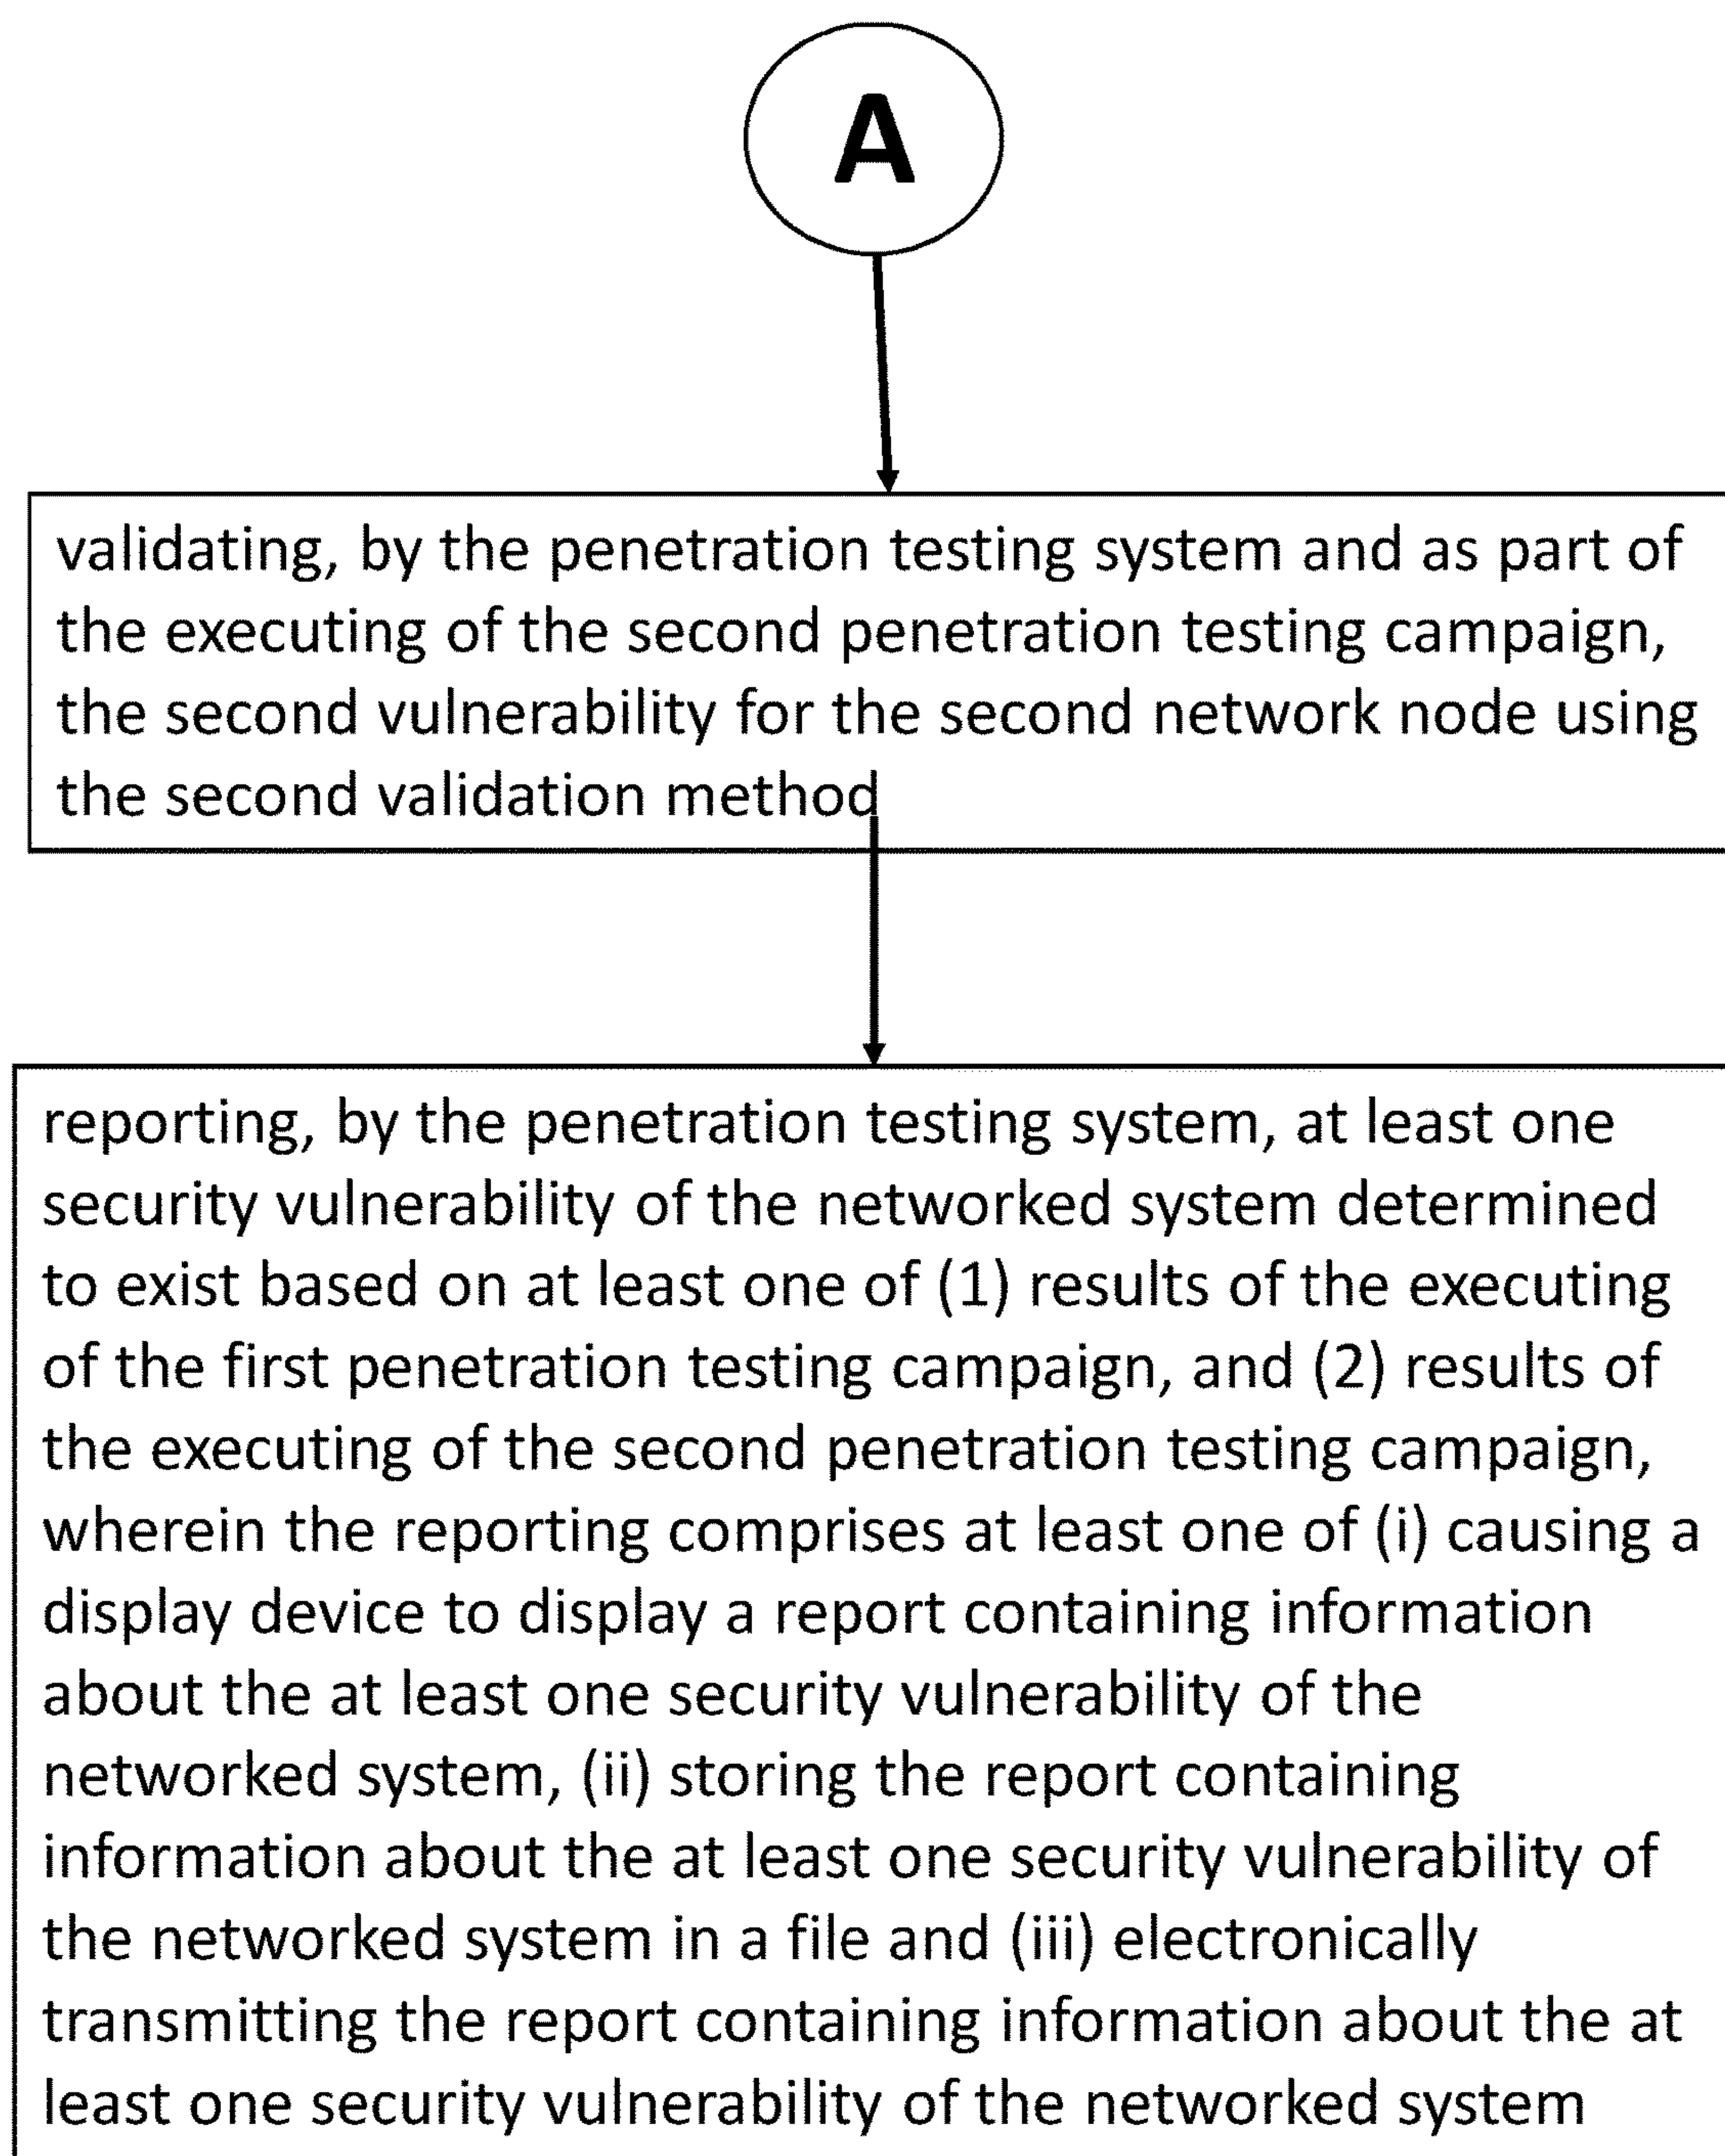 A
validating, by the penetration testing system and as part of
the executing of the second penetration testing campaign,
the second vulnerability for the second network node using
the second validation method
reporting, by the penetration testing system, at least one
security vulnerability of the networked system determined
to exist based on at least one of (1) results of the executing
of the first penetration testing campaign, and (2) results of
the executing of the second penetration testing campaign,
wherein the reporting comprises at least one of (i) causing a
display device to display a report containing information
about the at least one security vulnerability of the
networked system, (ii) storing the report containing
information about the at least one security vulnerability of
the networked system in a file and (iii) electronically
transmitting the report containing information about the at
least one security vulnerability of the networked system